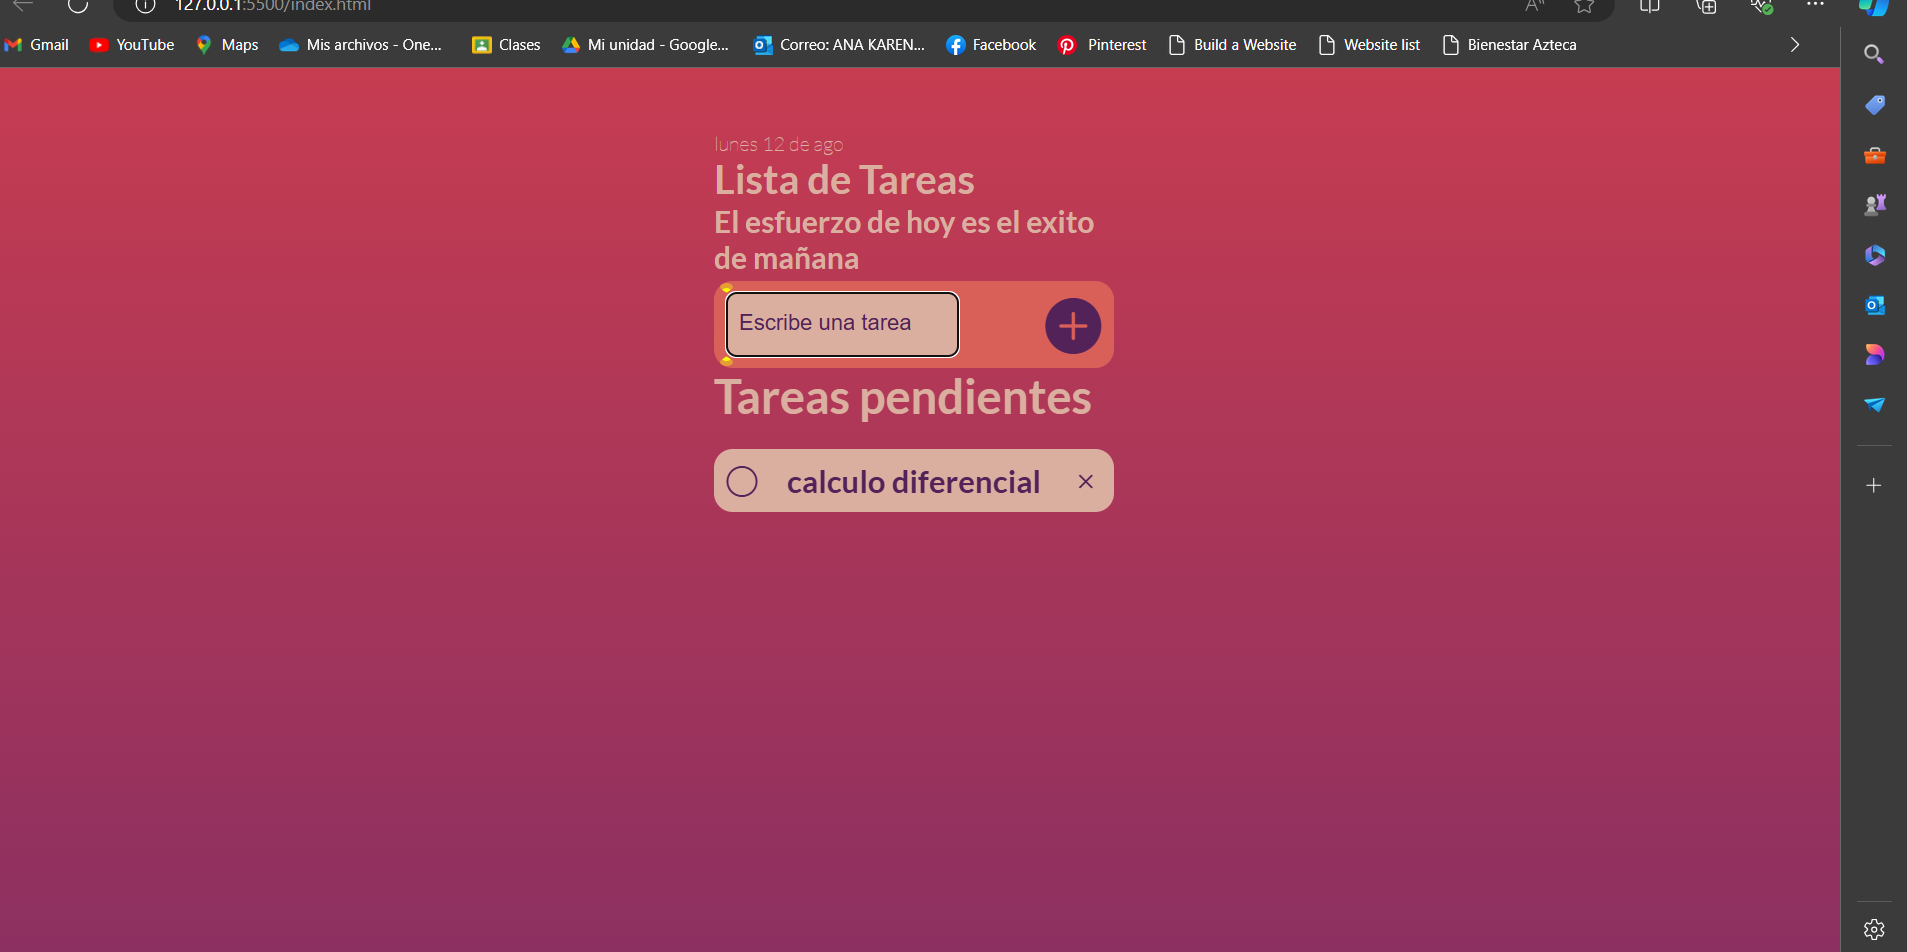 127.0.0.1:5500/index.html
Gmail YouTube Maps Mis archivos - One... Clases Mi unidad - Google... Correo: ANA KAREN... Facebook Pinterest Build a Website Website list Bienestar Azteca
lunes 12 de ago
Lista de Tareas
El esfuerzo de hoy es el exito
de mañana
Escribe una tarea
Tareas pendientes
calculo diferencial